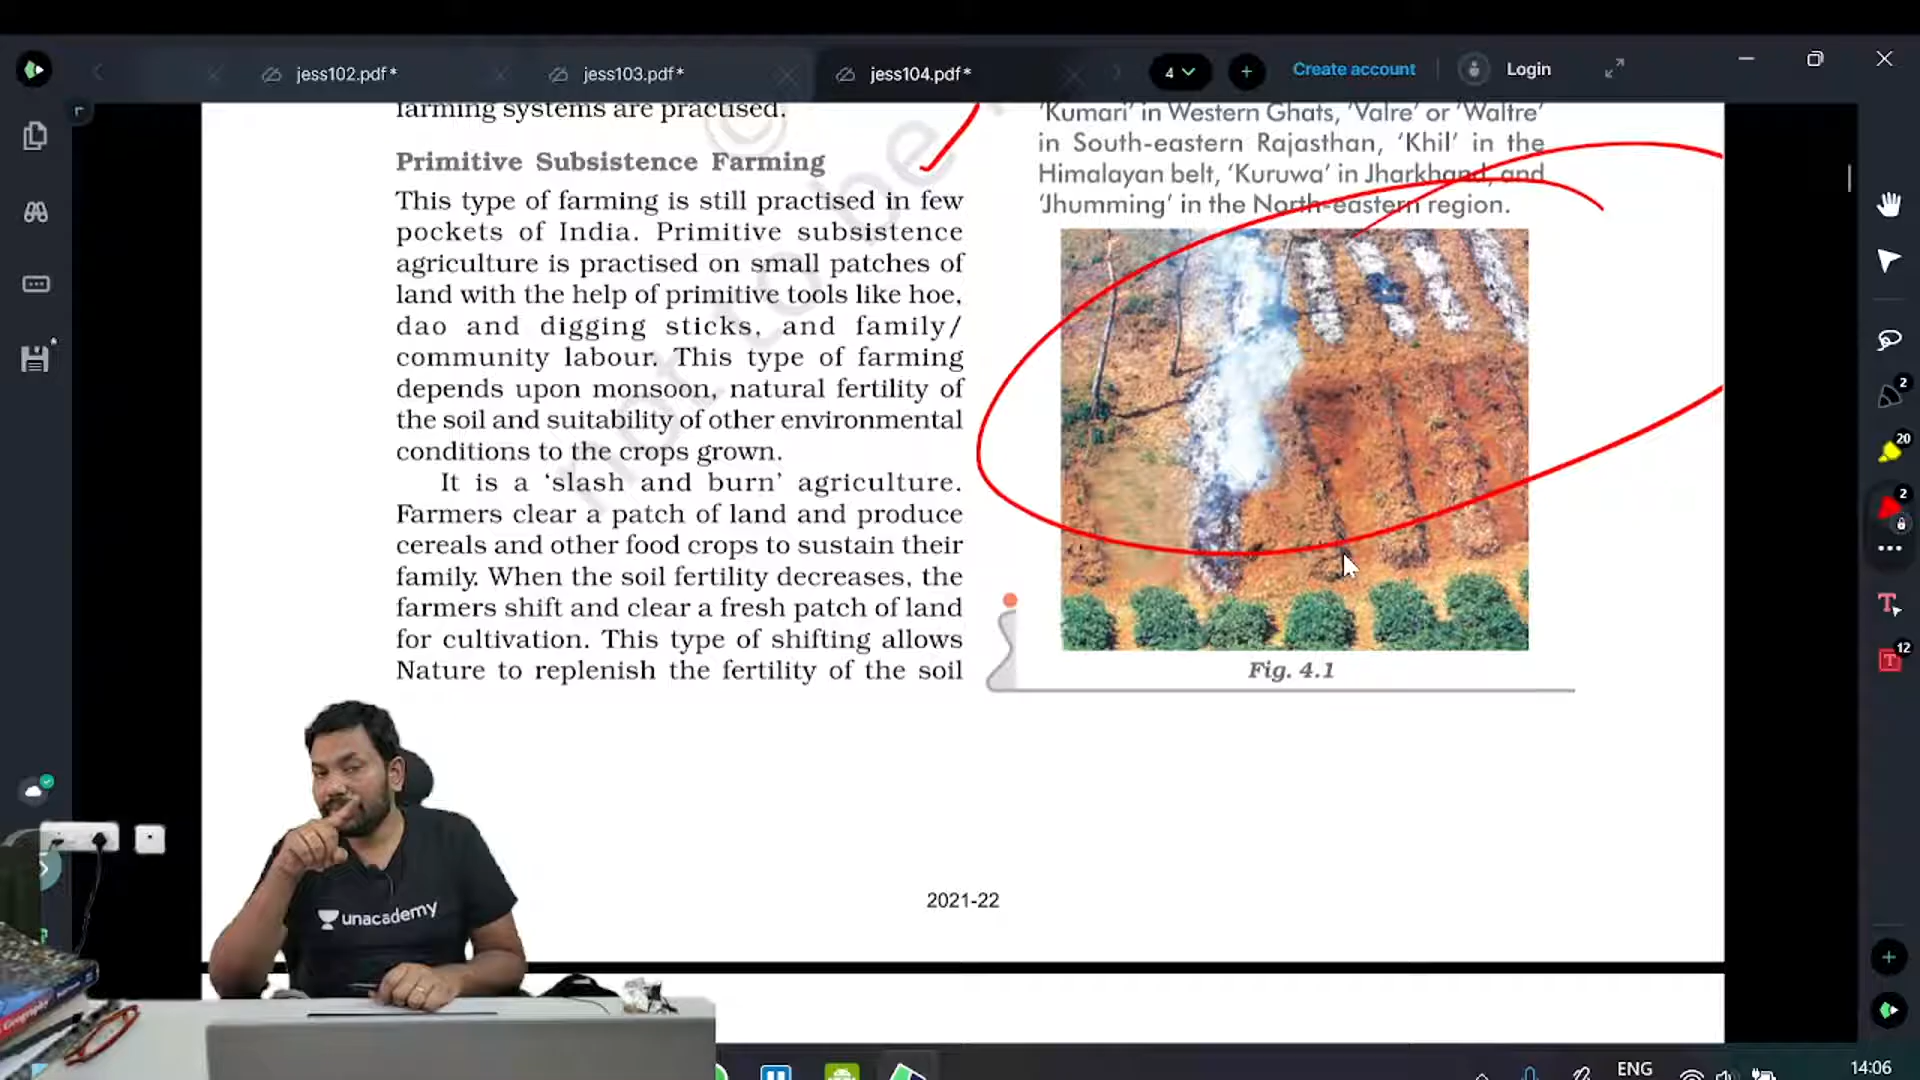 jess102.pdf*
jess103.pdf*
jess104.pdf*
4
Create account
Login
farming systems are practised.
Primitive Subsistence Farming
This type of farming is still practised in few
pockets of India. Primitive subsistence
agriculture is practised on small patches of
land with the help of primitive tools like hoe,
dao and digging sticks, and family/
community labour. This type of farming
depends upon monsoon, natural fertility of
the soil and suitability of other environmental
conditions to the crops grown.
It is a ‘slash and burn’ agriculture.
Farmers clear a patch of land and produce
cereals and other food crops to sustain their
family. When the soil fertility decreases, the
farmers shift and clear a fresh patch of land
for cultivation. This type of shifting allows
Nature to replenish the fertility of the soil
‘Kumari’ in Western Ghats, ‘Valre’ or ‘Waltre’
in South-eastern Rajasthan, ‘Khil’ in the
Himalayan belt, ‘Kuruwa’ in Jharkhand, and
‘Jhumming’ in the North-eastern region.
Fig. 4.1
© not to be
2021-22
unacademy
Geography
2
20
2
T
T
12
ENG
14:06